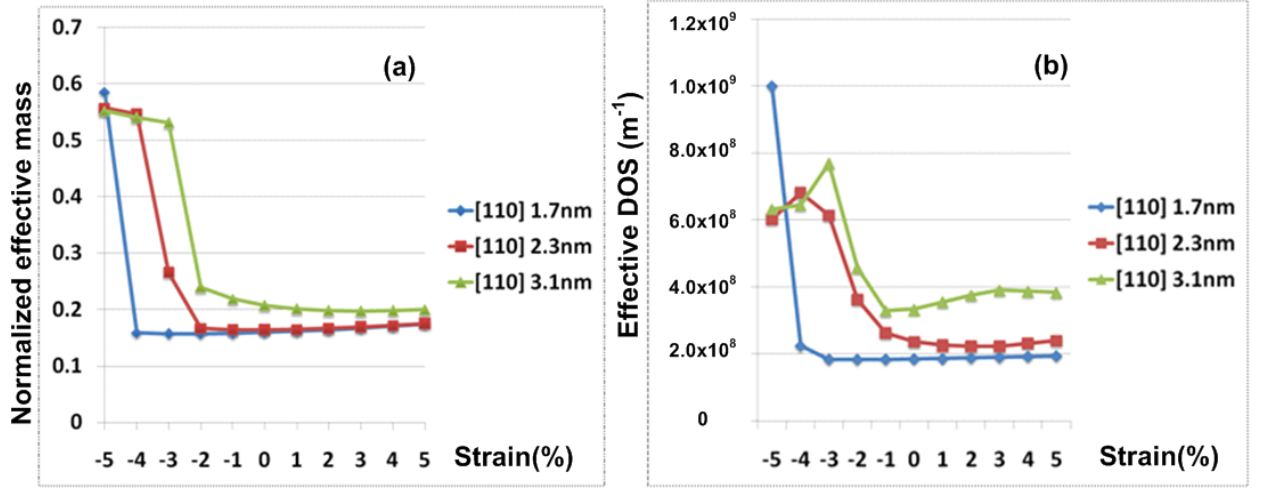 Normalized effective mass
0.7
0.6
0.5
0.4
0.3
0.2
0.1
0
(a)
[110] 1.7nm
[110] 2.3nm
[110] 3.1nm
-5 -4 -3 -2 -1 0 1 2 3 4 5 Strain(%)
Effective DOS (m⁻¹)
1.2x10⁹
1.0x10⁹
8.0x10⁸
6.0x10⁸
4.0x10⁸
2.0x10⁸
0
(b)
[110] 1.7nm
[110] 2.3nm
[110] 3.1nm
-5 -4 -3 -2 -1 0 1 2 3 4 5 Strain(%)